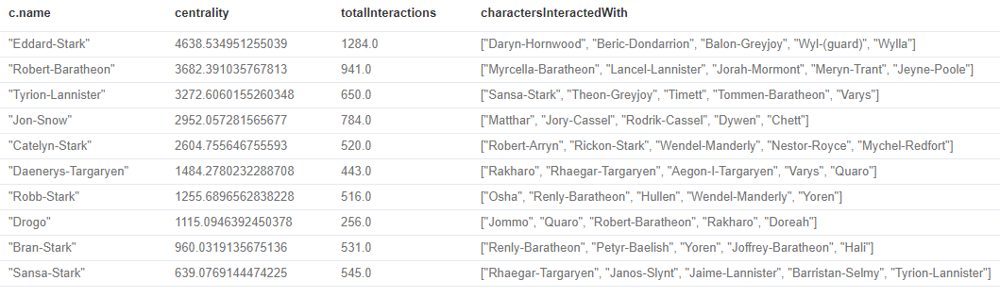 c.name centrality totalInteractions charactersInteractedWith
"Eddard-Stark" 4638.534951255039 1284.0 ["Daryn-Hornwood", "Beric-Dondarrion", "Balon-Greyjoy", "Wyl-(guard)", "Wylla"]
"Robert-Baratheon" 3682.391035767813 941.0 ["Myrcella-Baratheon", "Lancel-Lannister", "Jorah-Mormont", "Meryn-Trant", "Jeyne-Poole"]
"Tyrion-Lannister" 3272.6060155260348 650.0 ["Sansa-Stark", "Theon-Greyjoy", "Timett", "Tommen-Baratheon", "Varys"]
"Jon-Snow" 2952.057281565677 784.0 ["Matthar", "Jory-Cassel", "Rodrik-Cassel", "Dywen", "Chett"]
"Catelyn-Stark" 2604.755646755593 520.0 ["Robert-Arryn", "Rickon-Stark", "Wendel-Manderly", "Nestor-Royce", "Mychel-Redfort"]
"Daenerys-Targaryen" 1484.2780232288708 443.0 ["Rakharo", "Rhaegar-Targaryen", "Aegon-I-Targaryen", "Varys", "Quaro"]
"Robb-Stark" 1255.6896562838228 516.0 ["Osha", "Renly-Baratheon", "Hullen", "Wendel-Manderly", "Yoren"]
"Drogo" 1115.0946392450378 256.0 ["Jommo", "Quaro", "Robert-Baratheon", "Rakharo", "Doreah"]
"Bran-Stark" 960.0319135675136 531.0 ["Renly-Baratheon", "Petyr-Baelish", "Yoren", "Joffrey-Baratheon", "Hali"]
"Sansa-Stark" 639.0769144474225 545.0 ["Rhaegar-Targaryen", "Janos-Slynt", "Jaime-Lannister", "Barristan-Selmy", "Tyrion-Lannister"]